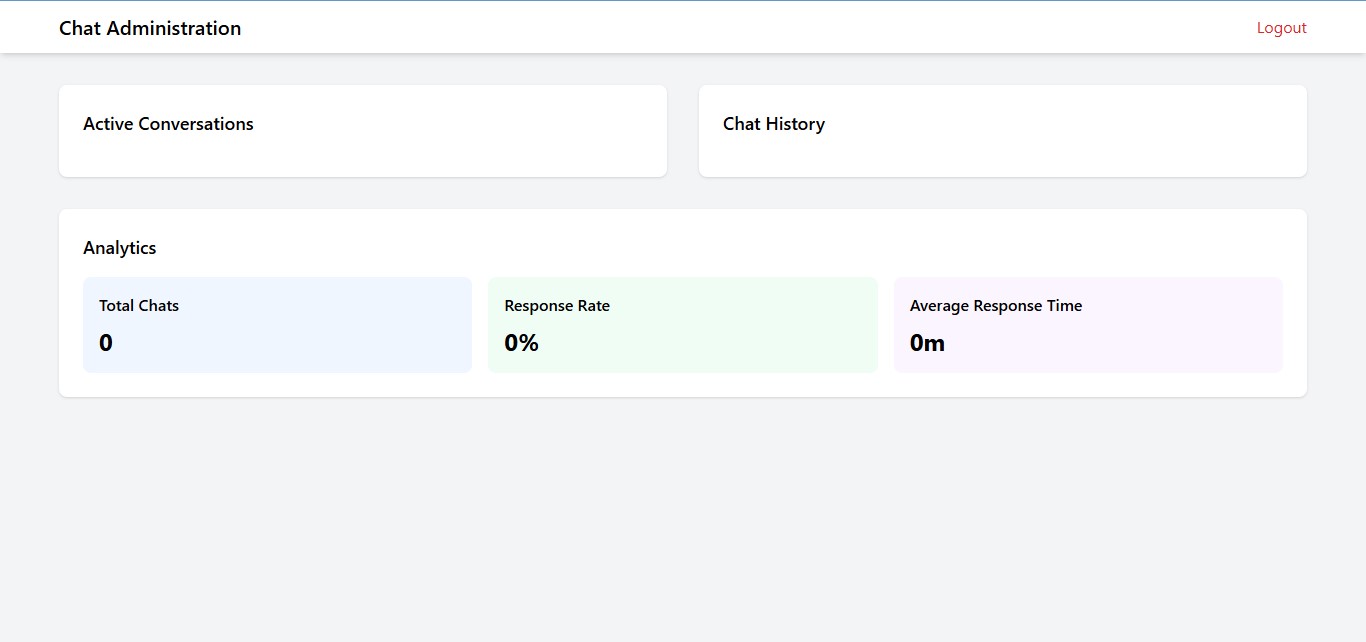 Chat Administration
Logout
Active Conversations
Chat History
Analytics
Total Chats
0
Response Rate
0%
Average Response Time
0m